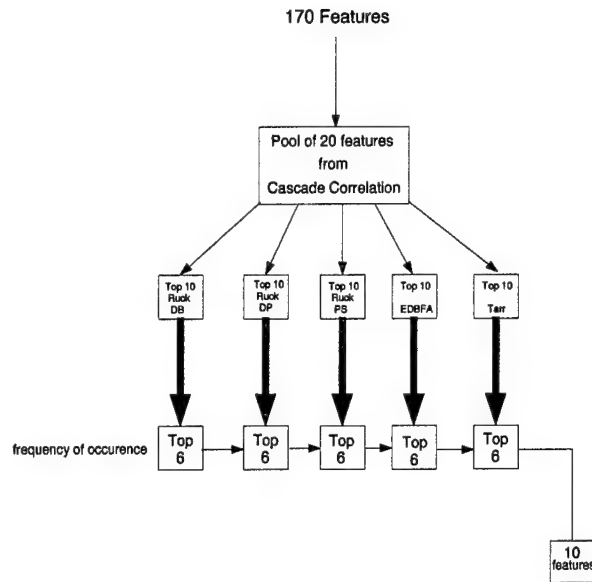 170 Features
Pool of 20 features
from
Cascade Correlation
Top 10
Ruck
DB
Top 10
Ruck
DP
Top 10
Ruck
PS
Top 10
EDBFA
Top 10
Tarr
frequency of occurence
Top
6
Top
6
Top
6
Top
6
Top
6
10
features